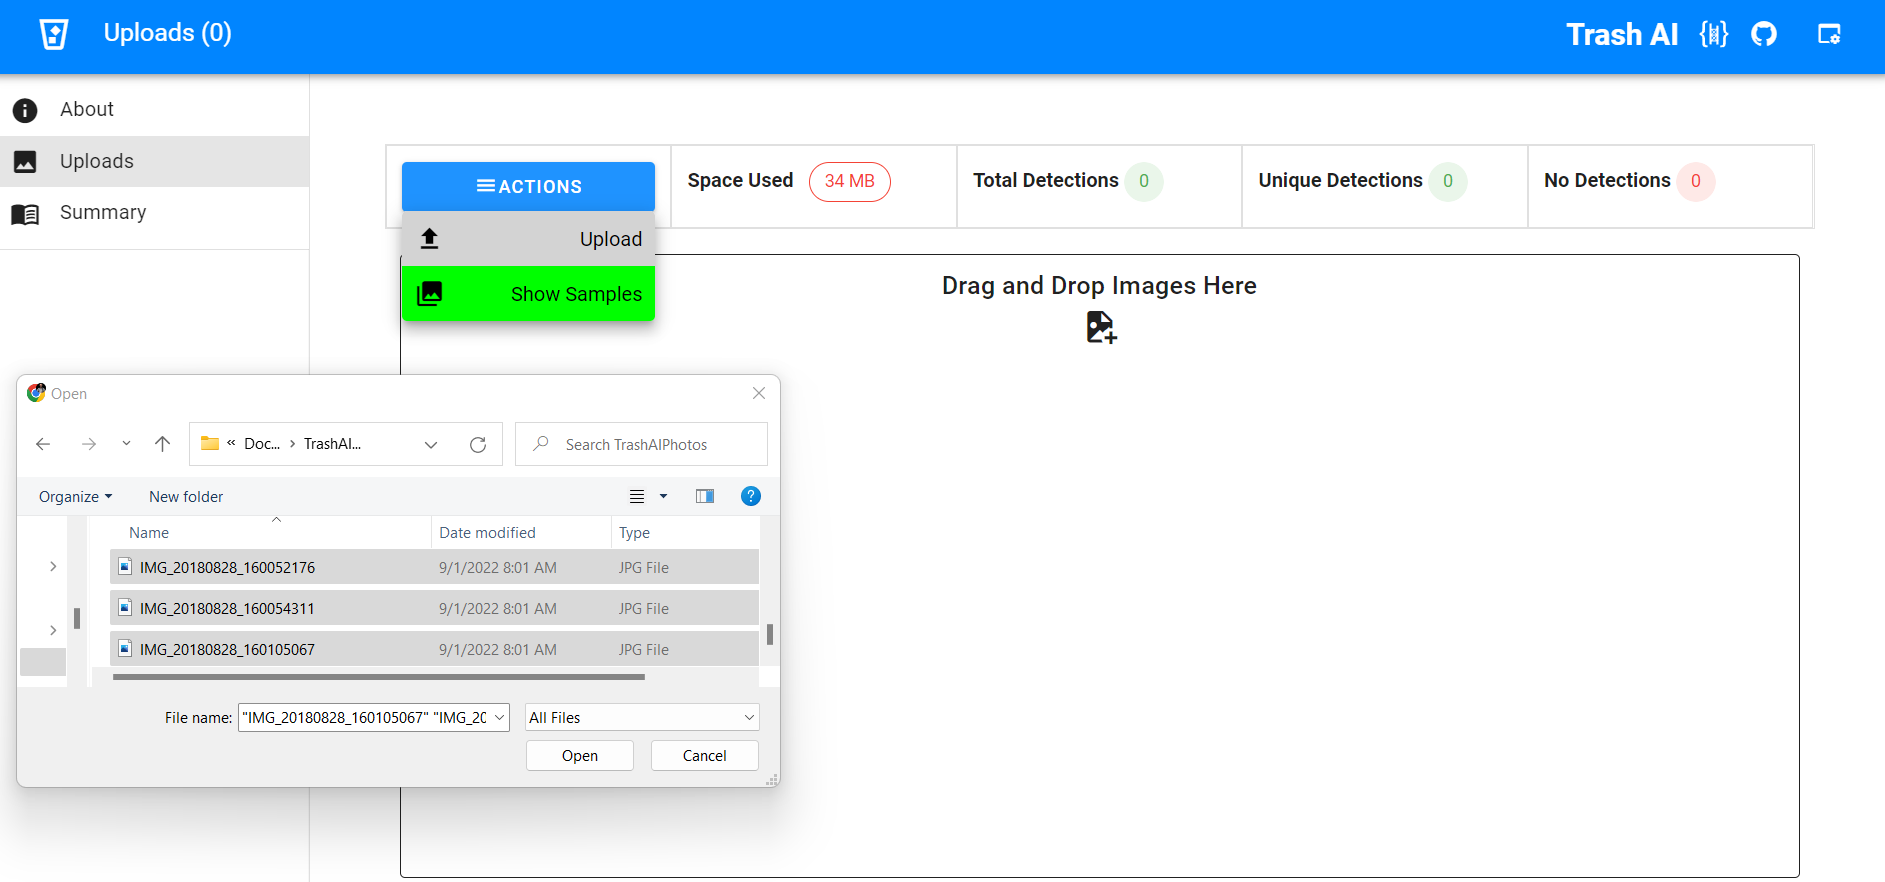 Uploads (0)
Trash AI
About
Uploads
Summary
ACTIONS
Upload
Show Samples
Space Used 34 MB
Total Detections 0
Unique Detections 0
No Detections 0
Drag and Drop Images Here
Open
« Doc... > TrashAI...
Search TrashAIPhotos
Organize
New folder
?
Name Date modified Type
IMG_20180828_160052176 9/1/2022 8:01 AM JPG File
IMG_20180828_160054311 9/1/2022 8:01 AM JPG File
IMG_20180828_160105067 9/1/2022 8:01 AM JPG File
File name: "IMG_20180828_160105067" "IMG_20
All Files
Open
Cancel